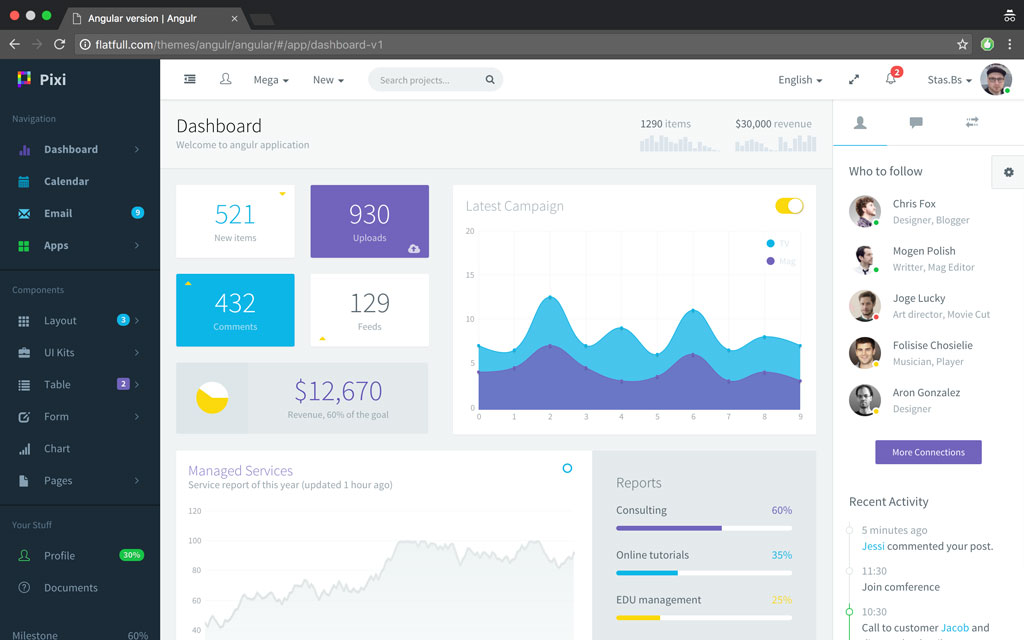 Angular version | Angulr
flatfull.com/themes/angulr/angular/#/app/dashboard-v1
Pixi
Mega
New
Search projects...
English
2
Stas.Bs
Navigation
Dashboard
Calendar
Email 9
Apps
Components
Layout 3
UI Kits
Table 2
Form
Chart
Pages
Your Stuff
Profile 30%
Documents
Milestone 60%
Dashboard
Welcome to angulr application
1290 items
$30,000 revenue
521
New items
930
Uploads
432
Comments
129
Feeds
$12,670
Revenue, 60% of the goal
Latest Campaign
20
15
10
5
0
0 1 2 3 4 5 6 7 8 9
TV
Mag
Managed Services
Service report of this year (updated 1 hour ago)
120
100
80
60
40
Reports
Consulting 60%
Online tutorials 35%
EDU management 25%
Who to follow
Chris Fox
Designer, Blogger
Mogen Polish
Writter, Mag Editor
Joge Lucky
Art director, Movie Cut
Folisise Chosielie
Musician, Player
Aron Gonzalez
Designer
More Connections
Recent Activity
5 minutes ago
Jessi commented your post.
11:30
Join comference
10:30
Call to customer Jacob and